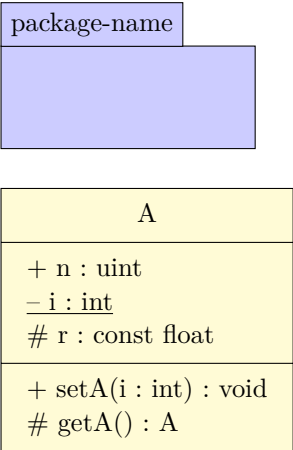 package-name
A
+ n : uint
– i : int
# r : const float
+ setA(i : int) : void
# getA() : A